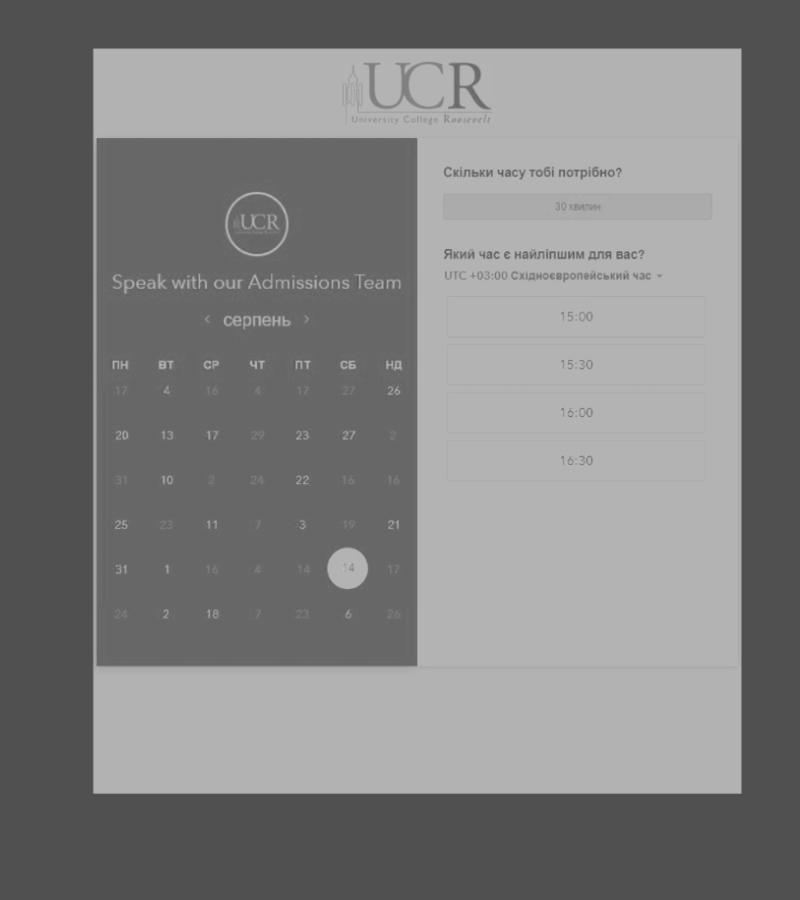 UCR
University College Roosevelt
UCR
Speak with our Admissions Team
< серпень >
ПН ВТ СР ЧТ ПТ СБ НД
17 4 16 4 17 27 26
20 13 17 29 23 27 2
31 10 2 24 22 16 16
25 23 11 7 3 19 21
31 1 16 4 14 14 17
24 2 18 7 23 6 26
Скільки часу тобі потрібно?
30 хвилин
Який час є найліпшим для вас?
UTC +03:00 Східноєвропейський час
15:00
15:30
16:00
16:30